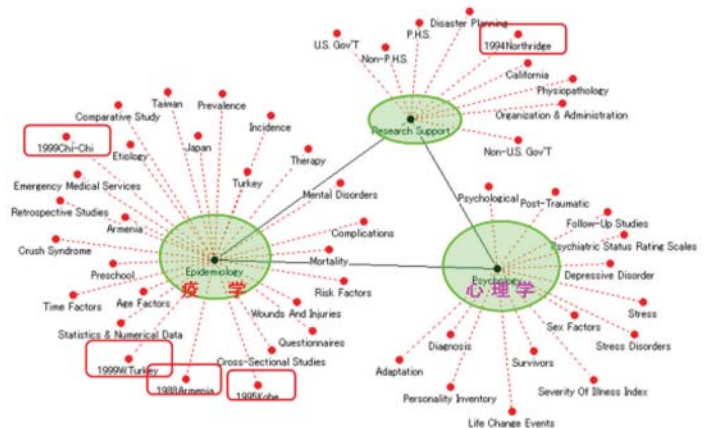 Disaster Planning
P.H.S.
1994Northridge
U.S. Gov'T
Non-P.H.S.
California
Physiopathology
Organization & Administration
Research Support
Non-U.S. Gov'T
Taiwan
Prevalence
Comparative Study
Incidence
1999Chi-Chi
Etiology
Japan
Therapy
Emergency Medical Services
Turkey
Mental Disorders
Retrospective Studies
Armenia
Complications
Crush Syndrome
Mortality
Preschool
Epidemiology
疫 学
Risk Factors
Time Factors
Age Factors
Wounds And Injuries
Statistics & Numerical Data
Questionnaires
Cross-Sectional Studies
1999W.Turkey
1988Armenia
1995Kobe
Psychological
Post-Traumatic
Follow-Up Studies
Psychiatric Status Rating Scales
Psychology
心 理 学
Depressive Disorder
Stress
Sex Factors
Stress Disorders
Diagnosis
Survivors
Adaptation
Personality Inventory
Severity Of Illness Index
Life Change Events